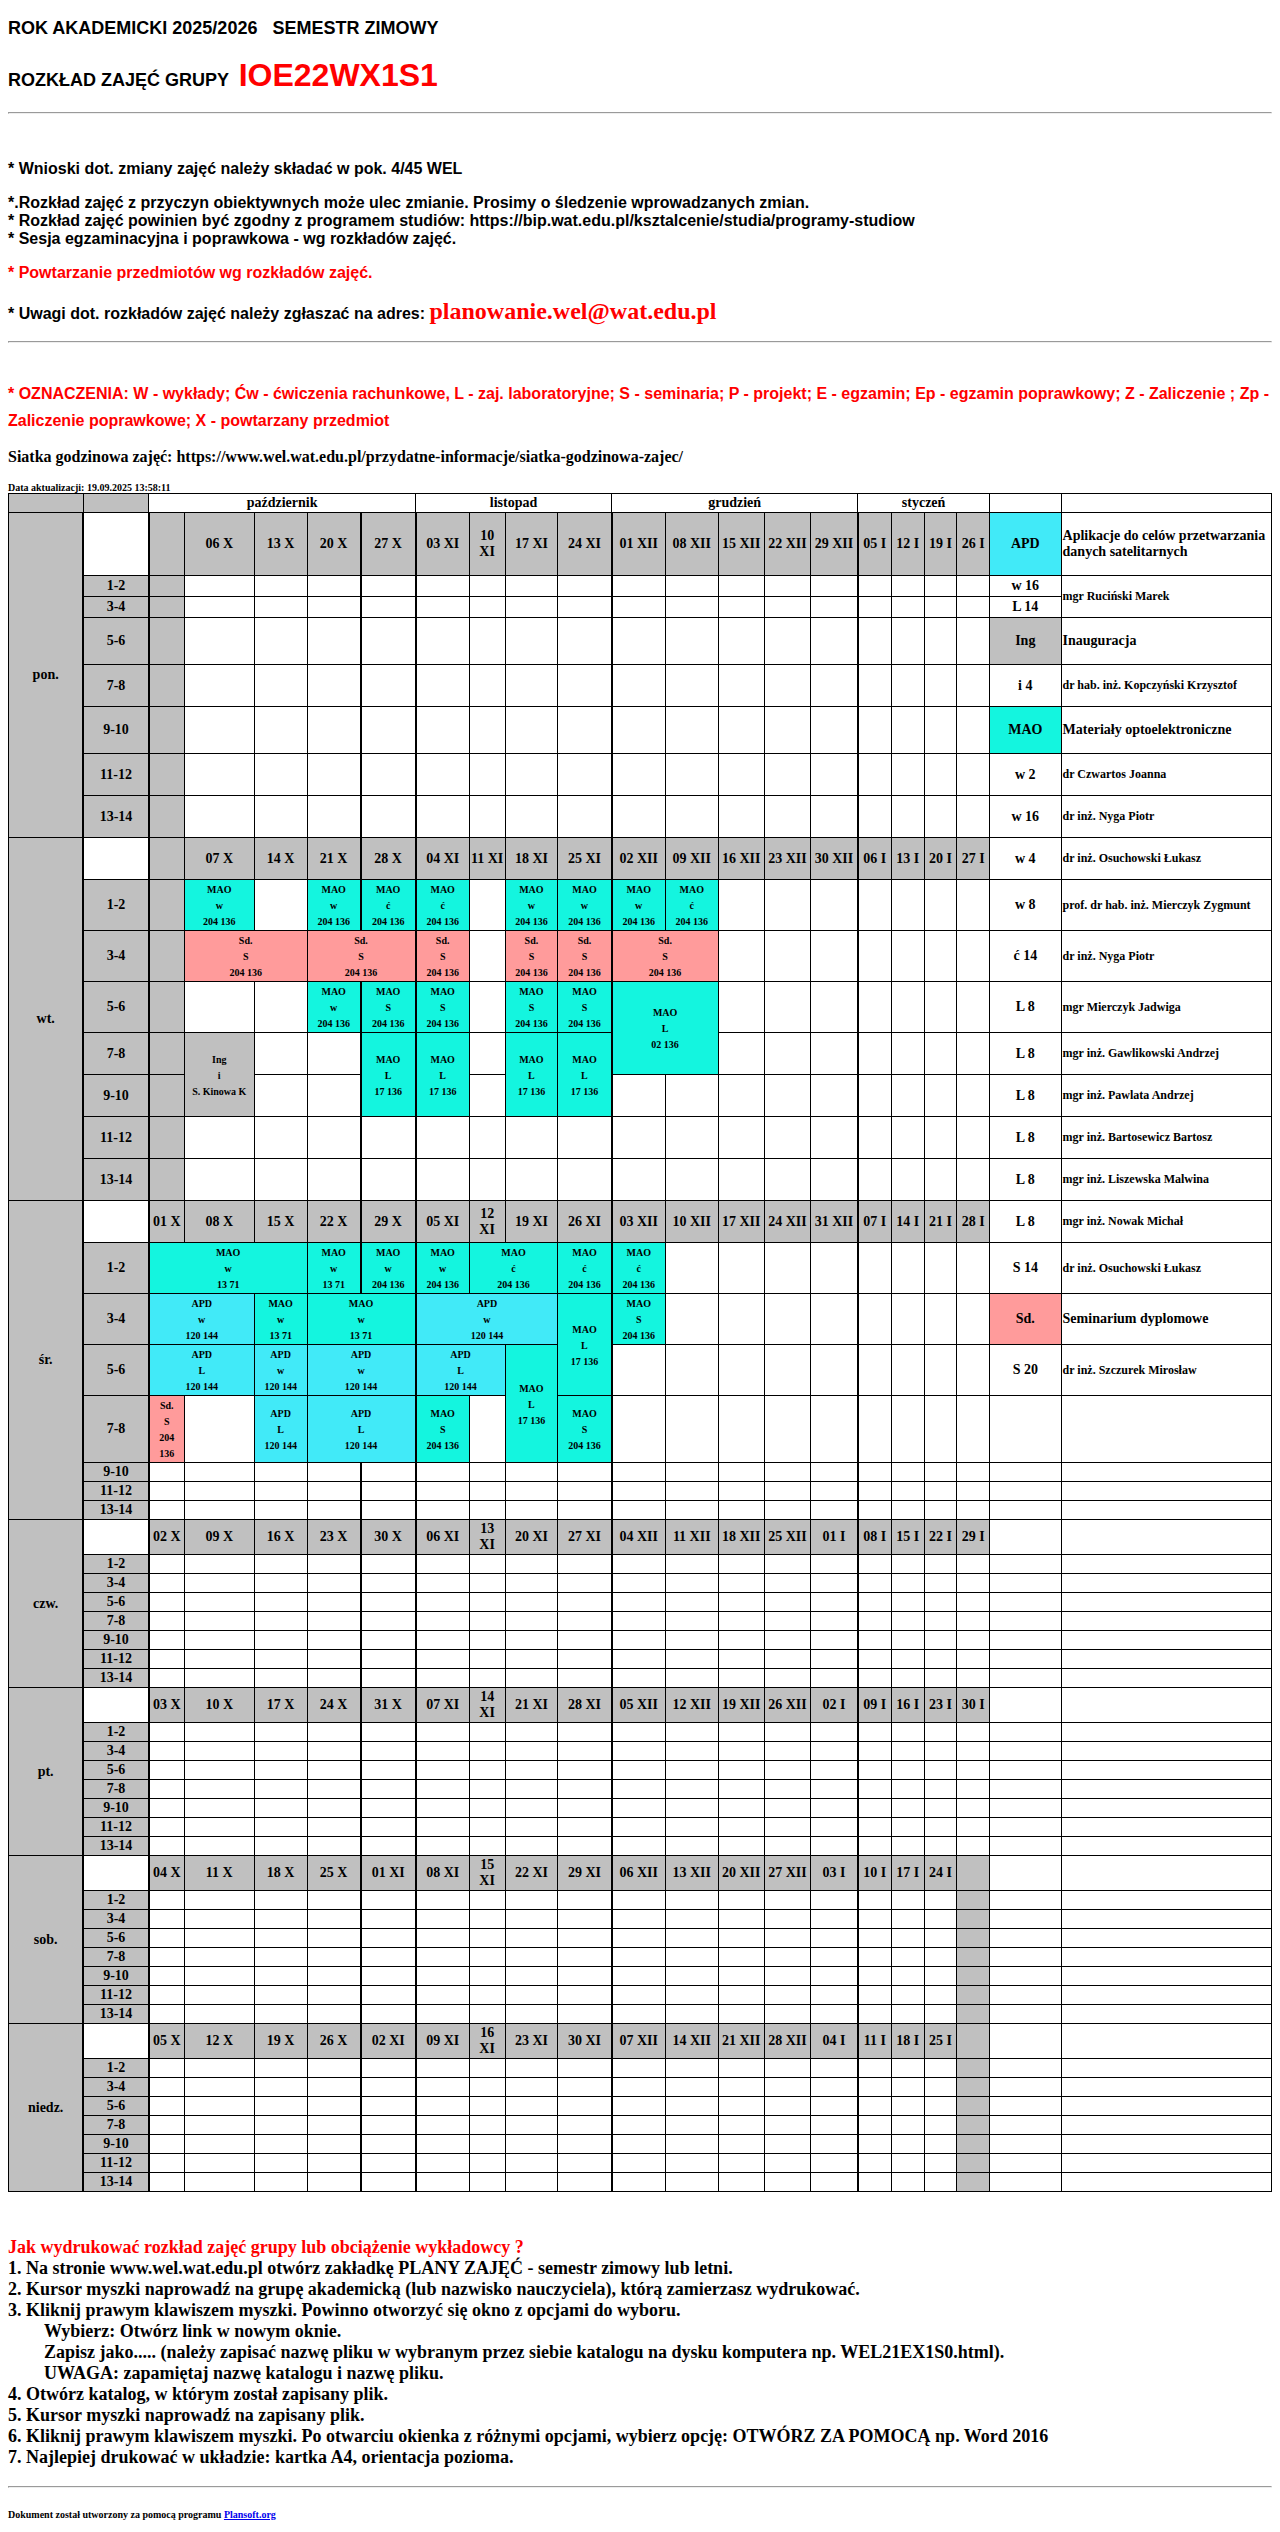 ROK AKADEMICKI 2025/2026 SEMESTR ZIMOWY
ROZKŁAD ZAJĘĆ GRUPY IOE22WX1S1
* Wnioski dot. zmiany zajęć należy składać w pok. 4/45 WEL
*.Rozkład zajęć z przyczyn obiektywnych może ulec zmianie. Prosimy o śledzenie wprowadzanych zmian.
* Rozkład zajęć powinien być zgodny z programem studiów: https://bip.wat.edu.pl/ksztalcenie/studia/programy-studiow
* Sesja egzaminacyjna i poprawkowa - wg rozkładów zajęć.
* Powtarzanie przedmiotów wg rozkładów zajęć.
* Uwagi dot. rozkładów zajęć należy zgłaszać na adres: planowanie.wel@wat.edu.pl
* OZNACZENIA: W - wykłady; Ćw - ćwiczenia rachunkowe, L - zaj. laboratoryjne; S - seminaria; P - projekt; E - egzamin; Ep - egzamin poprawkowy; Z - Zaliczenie ; Zp -
Zaliczenie poprawkowe; X - powtarzany przedmiot
Siatka godzinowa zajęć: https://www.wel.wat.edu.pl/przydatne-informacje/siatka-godzinowa-zajec/
Data aktualizacji: 19.09.2025 13:58:11
październik listopad grudzień styczeń
pon. 06 X 13 X 20 X 27 X 03 XI 10 XI 17 XI 24 XI 01 XII 08 XII 15 XII 22 XII 29 XII 05 I 12 I 19 I 26 I APD Aplikacje do celów przetwarzania danych satelitarnych
1-2 w 16 mgr Ruciński Marek
3-4 L 14
5-6 Ing Inauguracja
7-8 i 4 dr hab. inż. Kopczyński Krzysztof
9-10 MAO Materiały optoelektroniczne
11-12 w 2 dr Czwartos Joanna
13-14 w 16 dr inż. Nyga Piotr
wt. 07 X 14 X 21 X 28 X 04 XI 11 XI 18 XI 25 XI 02 XII 09 XII 16 XII 23 XII 30 XII 06 I 13 I 20 I 27 I w 4 dr inż. Osuchowski Łukasz
1-2 MAO w 204 136 MAO w 204 136 MAO ć 204 136 MAO ć 204 136 MAO w 204 136 MAO w 204 136 MAO w 204 136 MAO ć 204 136 w 8 prof. dr hab. inż. Mierczyk Zygmunt
3-4 Sd. S 204 136 Sd. S 204 136 Sd. S 204 136 Sd. S 204 136 Sd. S 204 136 Sd. S 204 136 ć 14 dr inż. Nyga Piotr
5-6 MAO w 204 136 MAO S 204 136 MAO S 204 136 MAO S 204 136 MAO S 204 136 MAO L 02 136 L 8 mgr Mierczyk Jadwiga
7-8 Ing i S. Kinowa K MAO L 17 136 MAO L 17 136 MAO L 17 136 MAO L 17 136 L 8 mgr inż. Gawlikowski Andrzej
9-10 L 8 mgr inż. Pawlata Andrzej
11-12 L 8 mgr inż. Bartosewicz Bartosz
13-14 L 8 mgr inż. Liszewska Malwina
śr. 01 X 08 X 15 X 22 X 29 X 05 XI 12 XI 19 XI 26 XI 03 XII 10 XII 17 XII 24 XII 31 XII 07 I 14 I 21 I 28 I L 8 mgr inż. Nowak Michał
1-2 MAO w 13 71 MAO w 13 71 MAO w 204 136 MAO w 204 136 MAO ć 204 136 MAO ć 204 136 MAO ć 204 136 S 14 dr inż. Osuchowski Łukasz
3-4 APD w 120 144 MAO w 13 71 MAO w 13 71 APD w 120 144 MAO L 17 136 MAO S 204 136 Sd. Seminarium dyplomowe
5-6 APD L 120 144 APD w 120 144 APD w 120 144 APD L 120 144 MAO L 17 136 S 20 dr inż. Szczurek Mirosław
7-8 Sd. S 204 136 APD L 120 144 APD L 120 144 MAO S 204 136 MAO S 204 136
9-10
11-12
13-14
czw. 02 X 09 X 16 X 23 X 30 X 06 XI 13 XI 20 XI 27 XI 04 XII 11 XII 18 XII 25 XII 01 I 08 I 15 I 22 I 29 I
1-2
3-4
5-6
7-8
9-10
11-12
13-14
pt. 03 X 10 X 17 X 24 X 31 X 07 XI 14 XI 21 XI 28 XI 05 XII 12 XII 19 XII 26 XII 02 I 09 I 16 I 23 I 30 I
1-2
3-4
5-6
7-8
9-10
11-12
13-14
sob. 04 X 11 X 18 X 25 X 01 XI 08 XI 15 XI 22 XI 29 XI 06 XII 13 XII 20 XII 27 XII 03 I 10 I 17 I 24 I
1-2
3-4
5-6
7-8
9-10
11-12
13-14
niedz. 05 X 12 X 19 X 26 X 02 XI 09 XI 16 XI 23 XI 30 XI 07 XII 14 XII 21 XII 28 XII 04 I 11 I 18 I 25 I
1-2
3-4
5-6
7-8
9-10
11-12
13-14
Jak wydrukować rozkład zajęć grupy lub obciążenie wykładowcy ?
1. Na stronie www.wel.wat.edu.pl otwórz zakładkę PLANY ZAJĘĆ - semestr zimowy lub letni.
2. Kursor myszki naprowadź na grupę akademicką (lub nazwisko nauczyciela), którą zamierzasz wydrukować.
3. Kliknij prawym klawiszem myszki. Powinno otworzyć się okno z opcjami do wyboru.
Wybierz: Otwórz link w nowym oknie.
Zapisz jako..... (należy zapisać nazwę pliku w wybranym przez siebie katalogu na dysku komputera np. WEL21EX1S0.html).
UWAGA: zapamiętaj nazwę katalogu i nazwę pliku.
4. Otwórz katalog, w którym został zapisany plik.
5. Kursor myszki naprowadź na zapisany plik.
6. Kliknij prawym klawiszem myszki. Po otwarciu okienka z różnymi opcjami, wybierz opcję: OTWÓRZ ZA POMOCĄ np. Word 2016
7. Najlepiej drukować w układzie: kartka A4, orientacja pozioma.
Dokument został utworzony za pomocą programu Plansoft.org